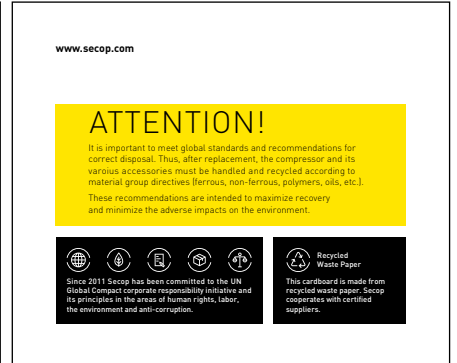 www.secop.com
ATTENTION!
It is important to meet global standards and recommendations for
correct disposal. Thus, after replacement, the compressor and its
varoius accessories must be handled and recycled according to
material group directives (ferrous, non-ferrous, polymers, oils, etc.).
These recommendations are intended to maximize recovery
and minimize the adverse impacts on the environment.
Since 2011 Secop has been committed to the UN
Global Compact corporate responsibility initiative and
its principles in the areas of human rights, labor,
the environment and anti-corruption.
Recycled
Waste Paper
This cardboard is made from
recycled waste paper. Secop
cooperates with certified
suppliers.